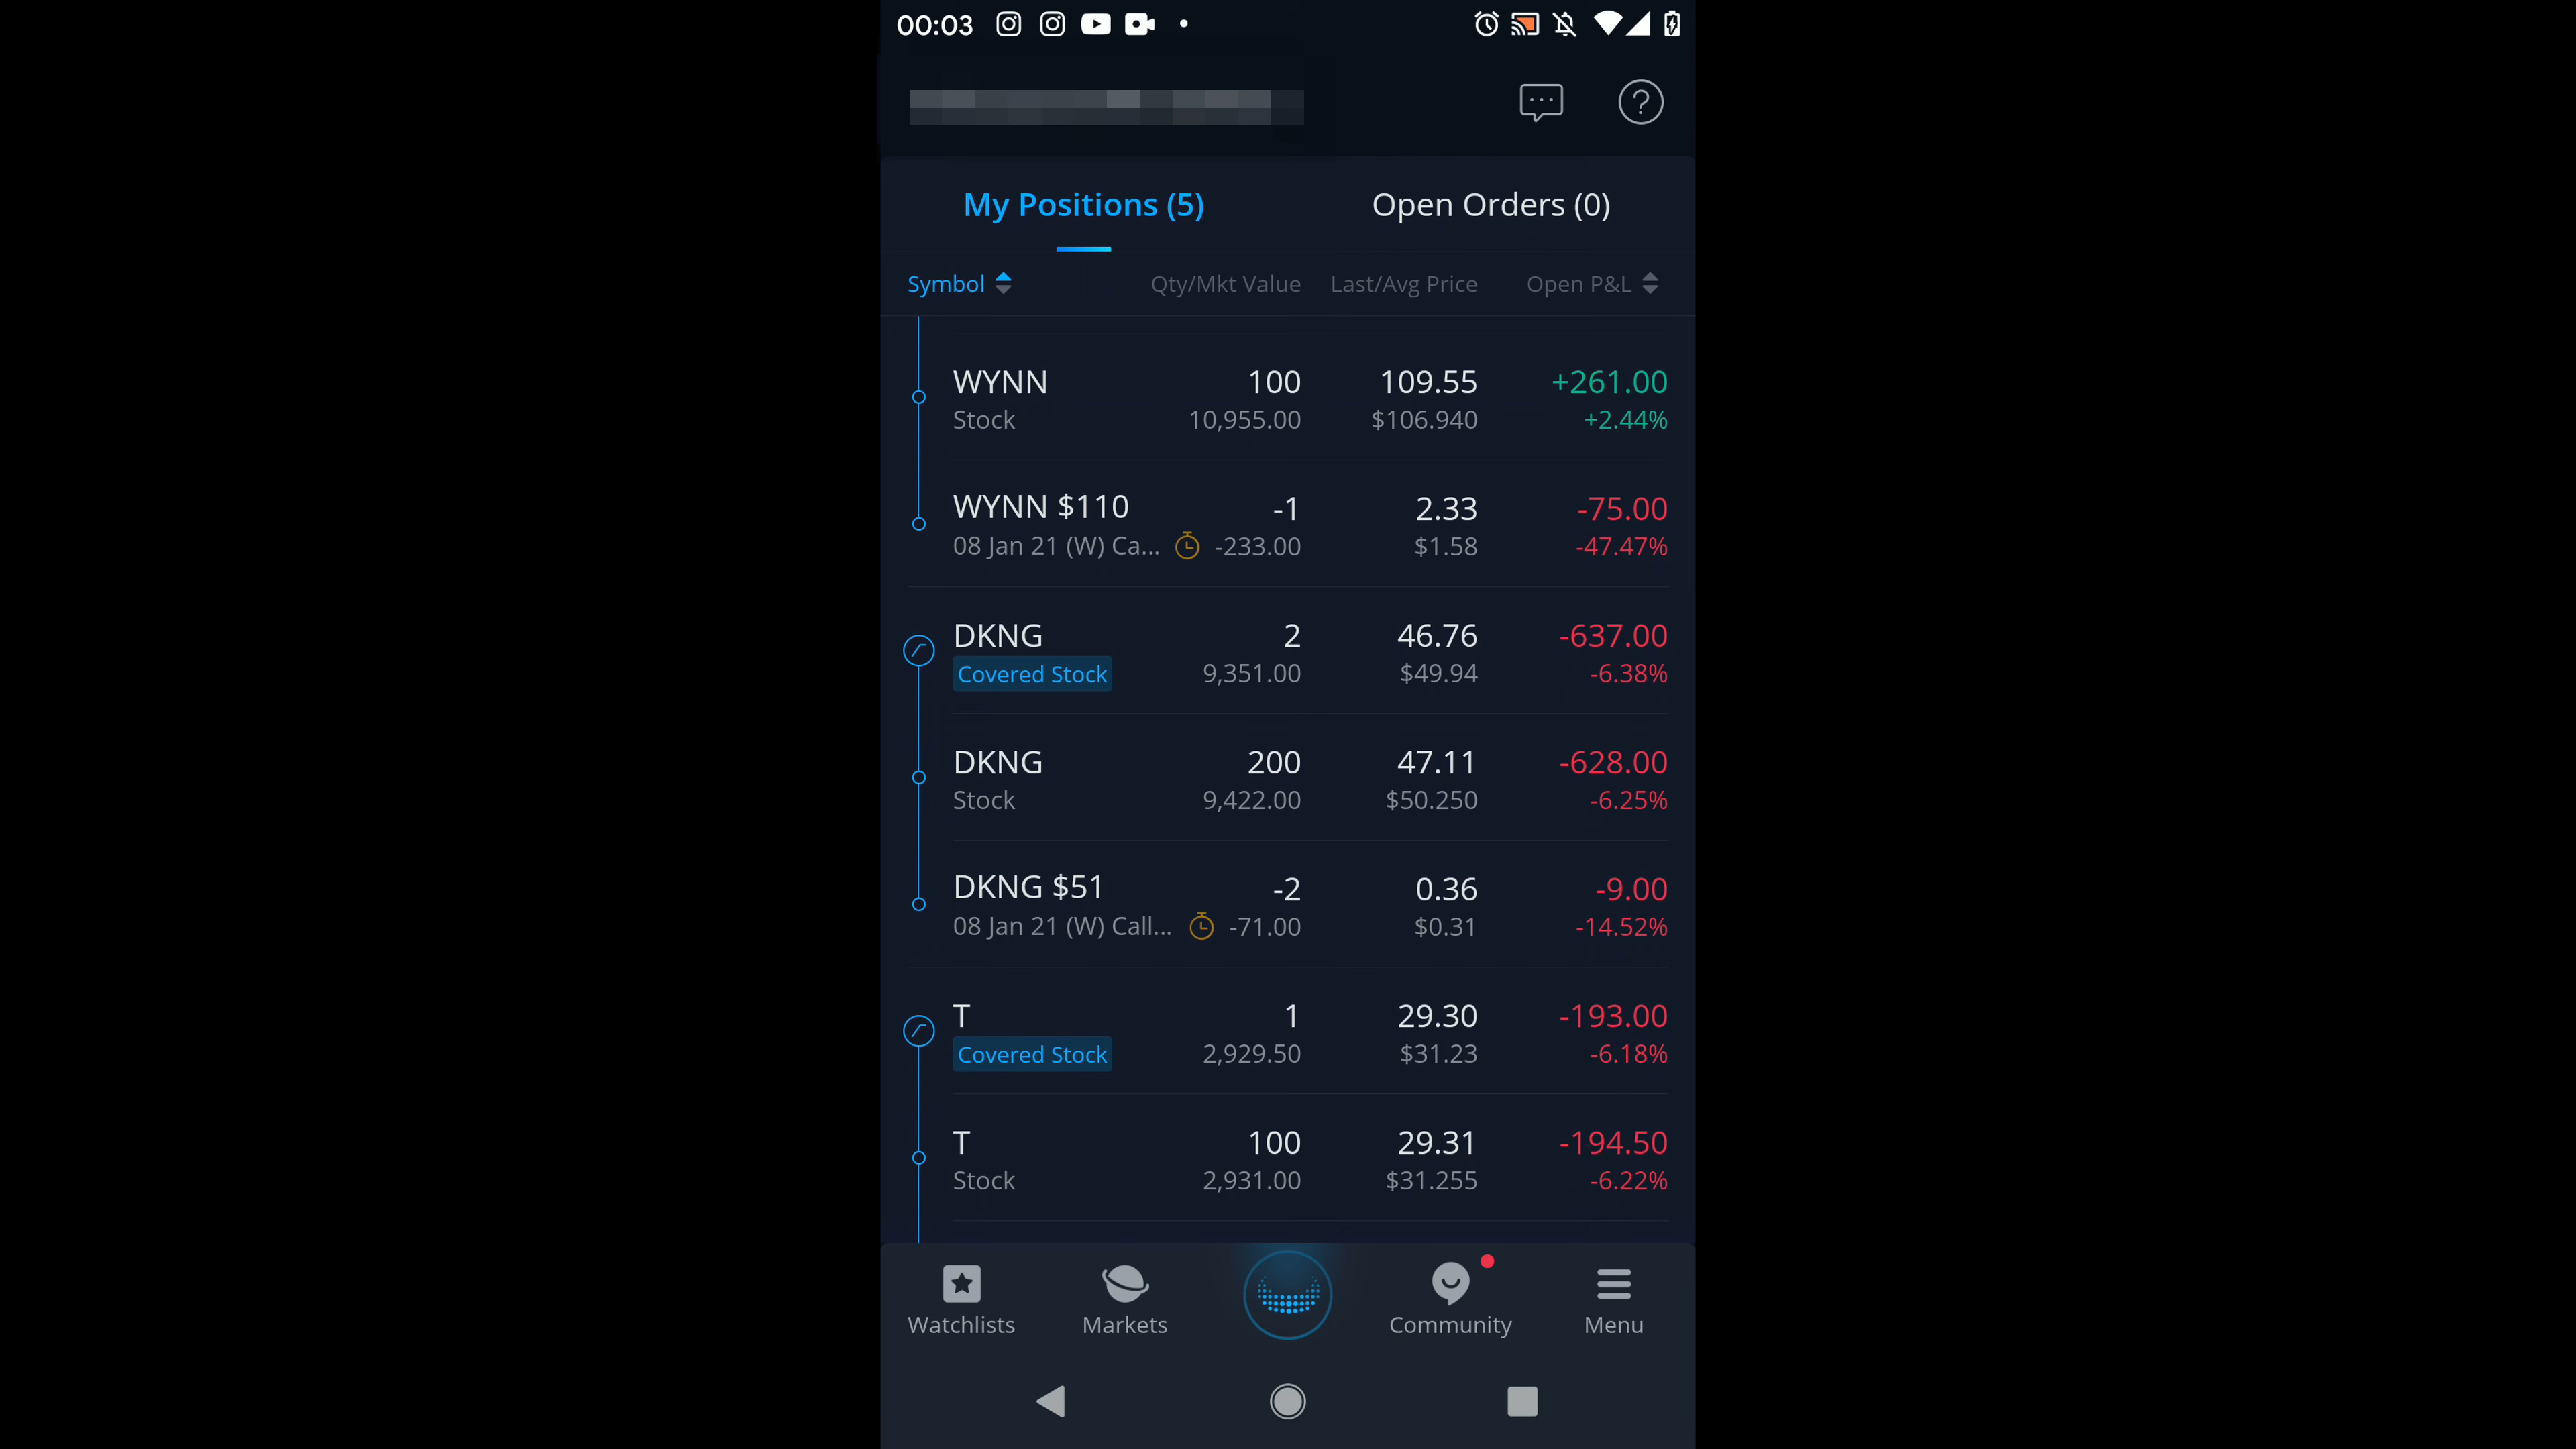 00:03
My Positions (5) Open Orders (0)
Symbol Qty/Mkt Value Last/Avg Price Open P&L
WYNN 100 109.55 +261.00
Stock 10,955.00 $106.940 +2.44%
WYNN $110 -1 2.33 -75.00
08 Jan 21 (W) Ca... -233.00 $1.58 -47.47%
DKNG 2 46.76 -637.00
Covered Stock 9,351.00 $49.94 -6.38%
DKNG 200 47.11 -628.00
Stock 9,422.00 $50.250 -6.25%
DKNG $51 -2 0.36 -9.00
08 Jan 21 (W) Call... -71.00 $0.31 -14.52%
T 1 29.30 -193.00
Covered Stock 2,929.50 $31.23 -6.18%
T 100 29.31 -194.50
Stock 2,931.00 $31.255 -6.22%
Watchlists Markets Community Menu